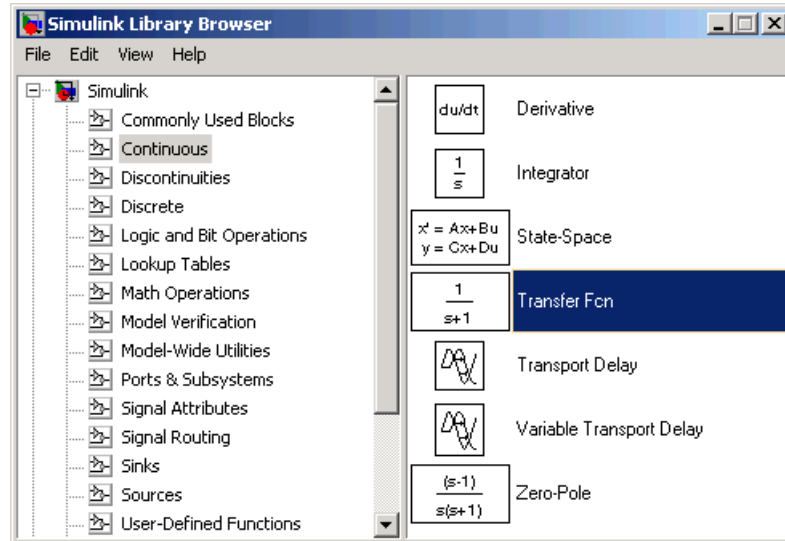 Simulink Library Browser
File Edit View Help
Simulink
Commonly Used Blocks
Continuous
Discontinuities
Discrete
Logic and Bit Operations
Lookup Tables
Math Operations
Model Verification
Model-Wide Utilities
Ports & Subsystems
Signal Attributes
Signal Routing
Sinks
Sources
User-Defined Functions
du/dt Derivative
1
s
Integrator
x' = Ax+Bu
y = Cx+Du
State-Space
1
s+1
Transfer Fcn
Transport Delay
Variable Transport Delay
(s-1)
s(s+1)
Zero-Pole